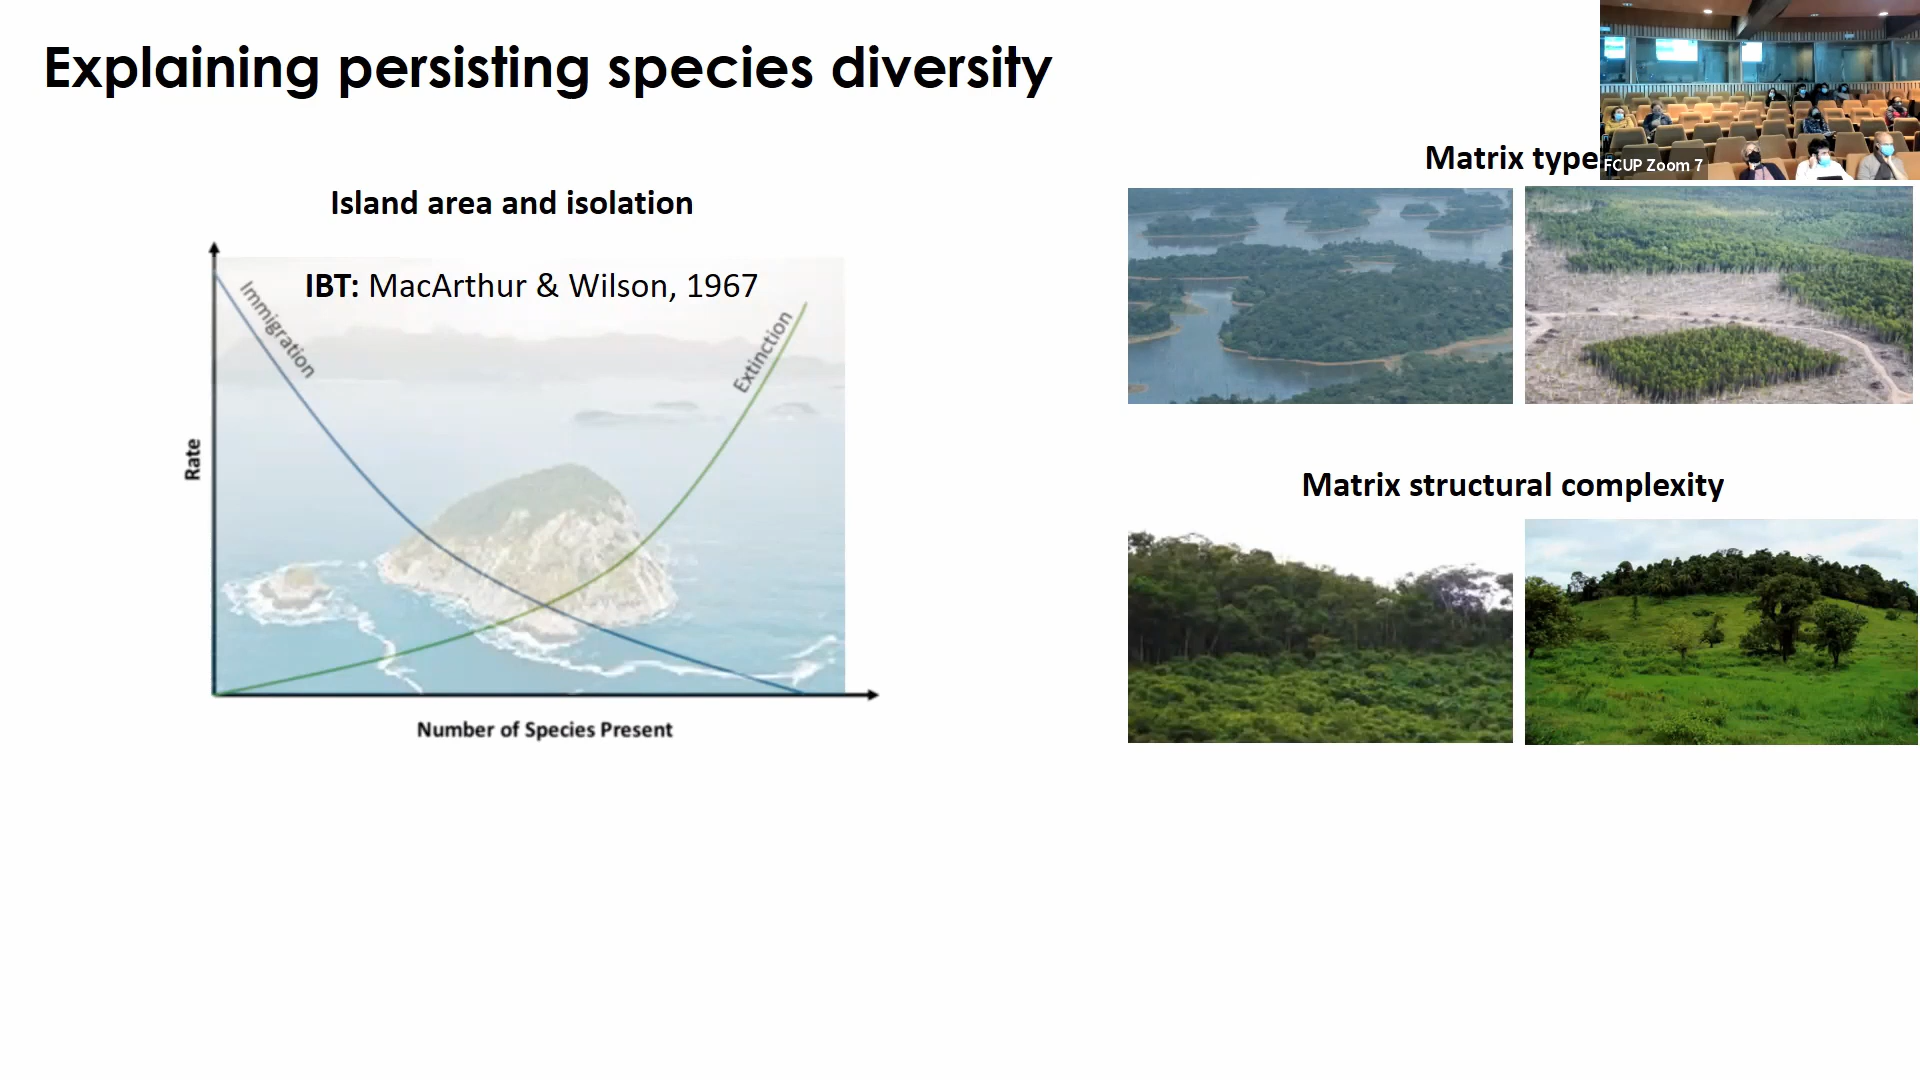 Explaining persisting species diversity
Island area and isolation
IBT: MacArthur & Wilson, 1967
Immigration
Extinction
Rate
Number of Species Present
Matrix type
FCUP Zoom 7
Matrix structural complexity